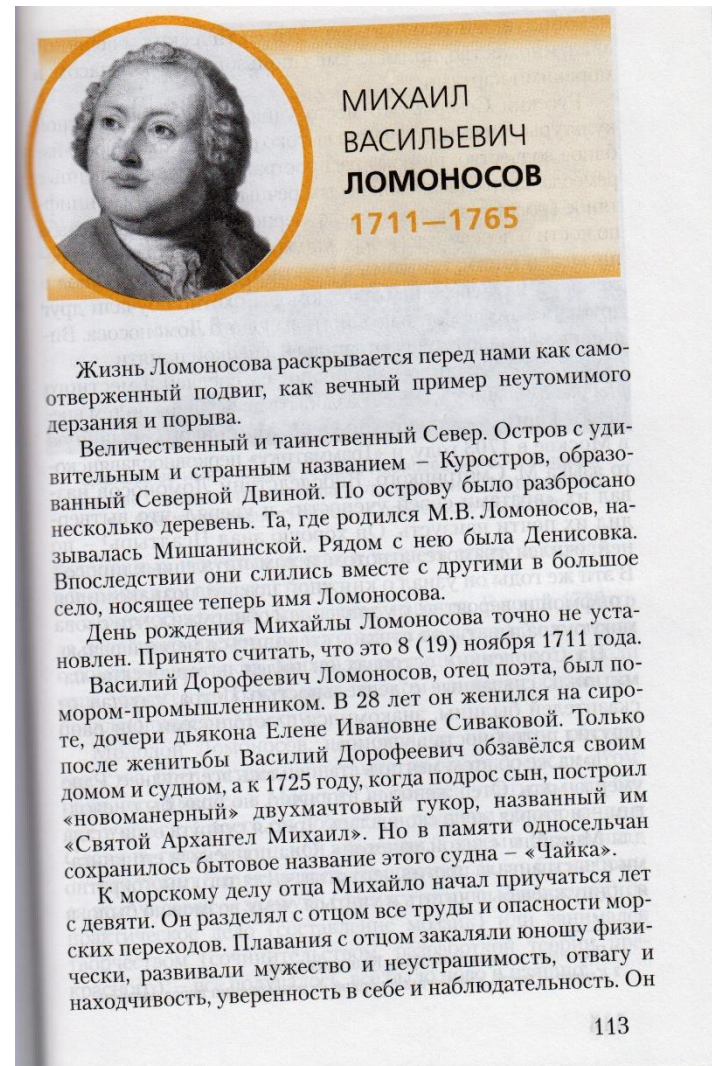 МИХАИЛ
ВАСИЛЬЕВИЧ
ЛОМОНОСОВ
1711—1765
Жизнь Ломоносова раскрывается перед нами как само-
отверженный подвиг, как вечный пример неутомимого
дерзания и порыва.
Величественный и таинственный Север. Остров с уди-
вительным и странным названием – Куростров, образо-
ванный Северной Двиной. По острову было разбросано
несколько деревень. Та, где родился М.В. Ломоносов, на-
зывалась Мишанинской. Рядом с нею была Денисовка.
Впоследствии они слились вместе с другими в большое
село, носящее теперь имя Ломоносова.
День рождения Михайлы Ломоносова точно не уста-
новлен. Принято считать, что это 8 (19) ноября 1711 года.
Василий Дорофеевич Ломоносов, отец поэта, был по-
мором-промышленником. В 28 лет он женился на сиро-
те, дочери дьякона Елене Ивановне Сиваковой. Только
после женитьбы Василий Дорофеевич обзавёлся своим
домом и судном, а к 1725 году, когда подрос сын, построил
«новоманерный» двухмачтовый гукор, названный им
«Святой Архангел Михаил». Но в памяти односельчан
сохранилось бытовое название этого судна – «Чайка».
К морскому делу отца Михайло начал приучаться лет
с девяти. Он разделял с отцом все труды и опасности мор-
ских переходов. Плавания с отцом закаляли юношу физи-
чески, развивали мужество и неустрашимость, отвагу и
находчивость, уверенность в себе и наблюдательность. Он
113